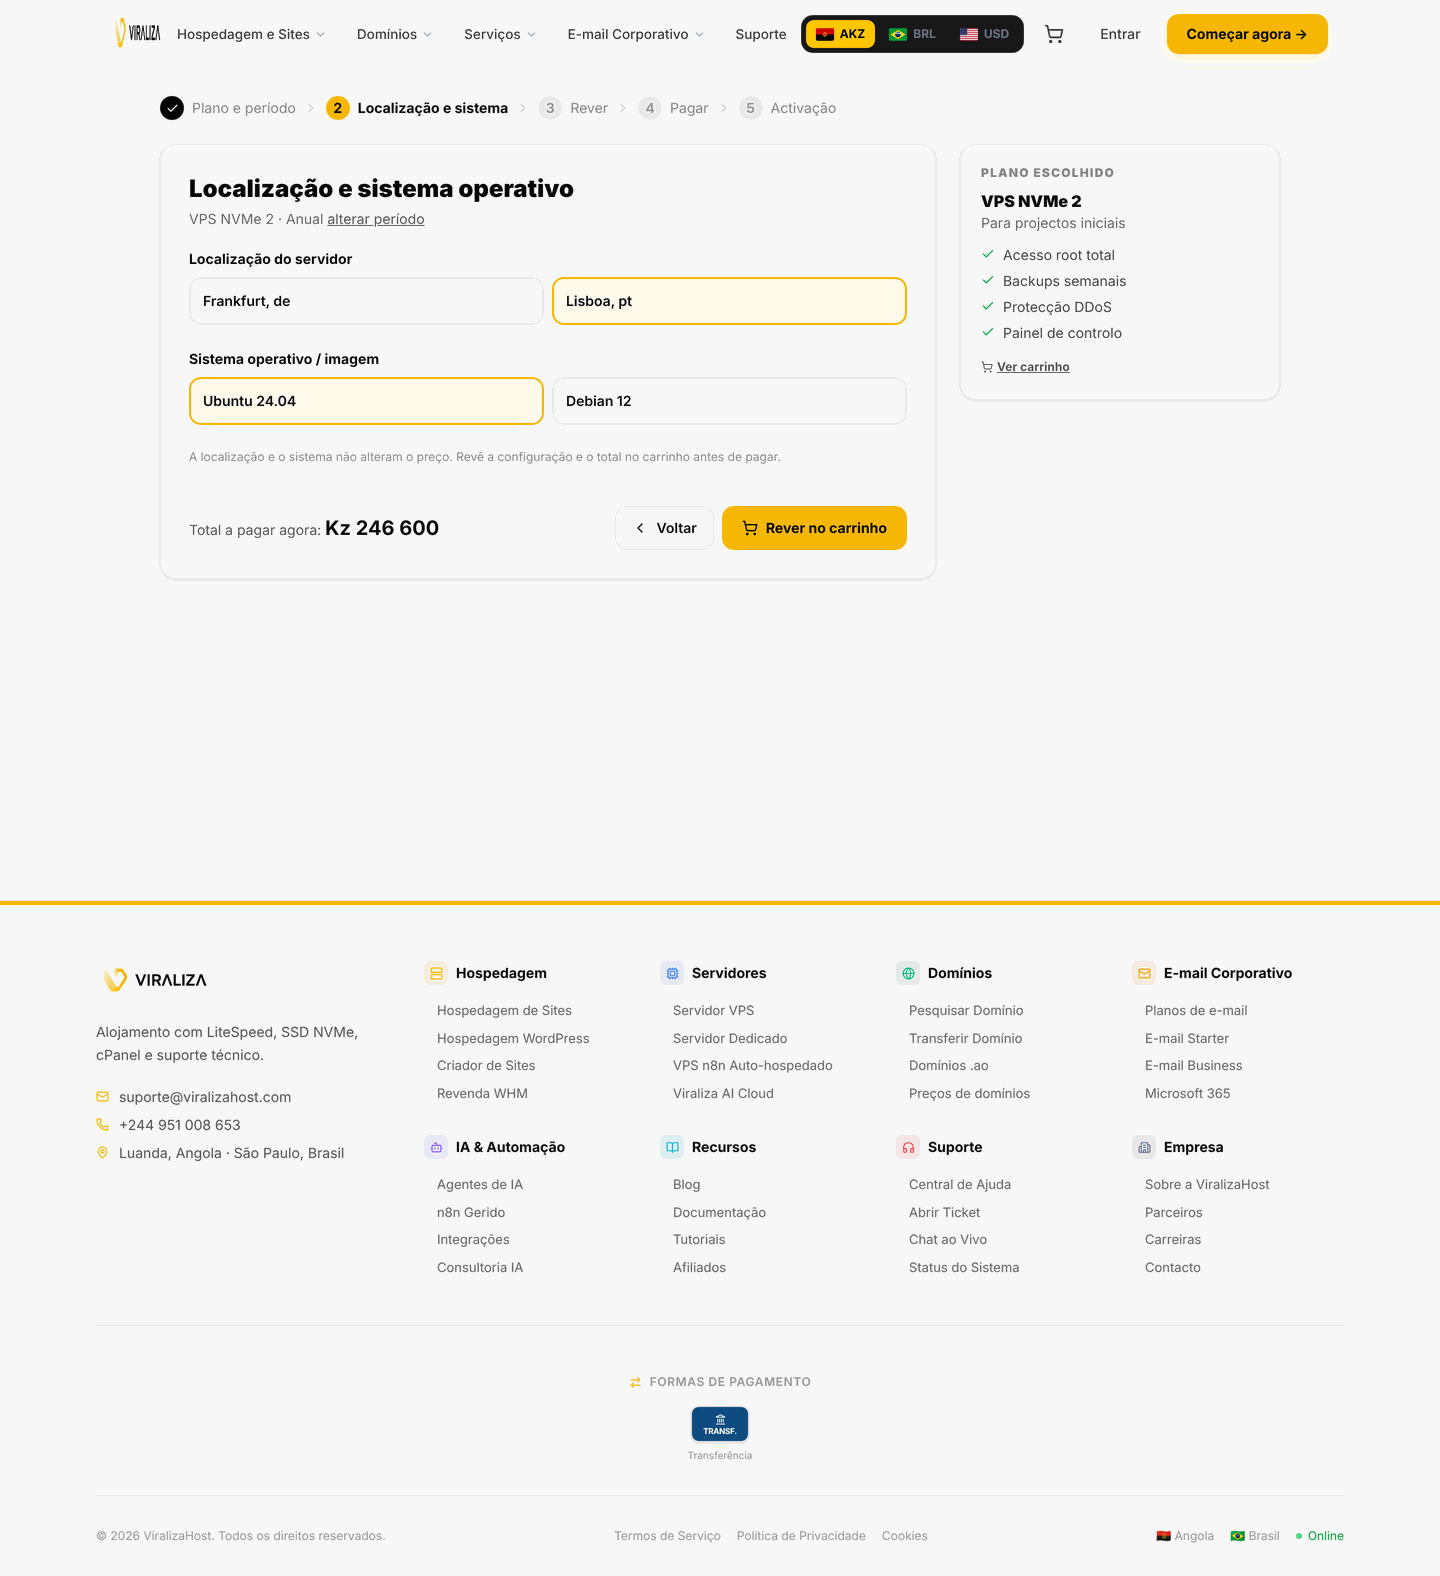 VIRALIZA
Hospedagem e Sites
Domínios
Serviços
E-mail Corporativo
Suporte
AKZ
BRL
USD
Entrar
Começar agora →
Plano e período
2 Localização e sistema
3 Rever
4 Pagar
5 Activação
Localização e sistema operativo
VPS NVMe 2 · Anual alterar período
Localização do servidor
Frankfurt, de
Lisboa, pt
Sistema operativo / imagem
Ubuntu 24.04
Debian 12
A localização e o sistema não alteram o preço. Revê a configuração e o total no carrinho antes de pagar.
Total a pagar agora: Kz 246 600
Voltar
Rever no carrinho
PLANO ESCOLHIDO
VPS NVMe 2
Para projectos iniciais
Acesso root total
Backups semanais
Protecção DDoS
Painel de controlo
Ver carrinho
VIRALIZA
Alojamento com LiteSpeed, SSD NVMe,
cPanel e suporte técnico.
suporte@viralizahost.com
+244 951 008 653
Luanda, Angola · São Paulo, Brasil
Hospedagem
Hospedagem de Sites
Hospedagem WordPress
Criador de Sites
Revenda WHM
Servidores
Servidor VPS
Servidor Dedicado
VPS n8n Auto-hospedado
Viraliza AI Cloud
Domínios
Pesquisar Domínio
Transferir Domínio
Domínios .ao
Preços de domínios
E-mail Corporativo
Planos de e-mail
E-mail Starter
E-mail Business
Microsoft 365
IA & Automação
Agentes de IA
n8n Gerido
Integrações
Consultoria IA
Recursos
Blog
Documentação
Tutoriais
Afiliados
Suporte
Central de Ajuda
Abrir Ticket
Chat ao Vivo
Status do Sistema
Empresa
Sobre a ViralizaHost
Parceiros
Carreiras
Contacto
FORMAS DE PAGAMENTO
TRANSF.
Transferência
© 2026 ViralizaHost. Todos os direitos reservados.
Termos de Serviço
Política de Privacidade
Cookies
Angola
Brasil
Online